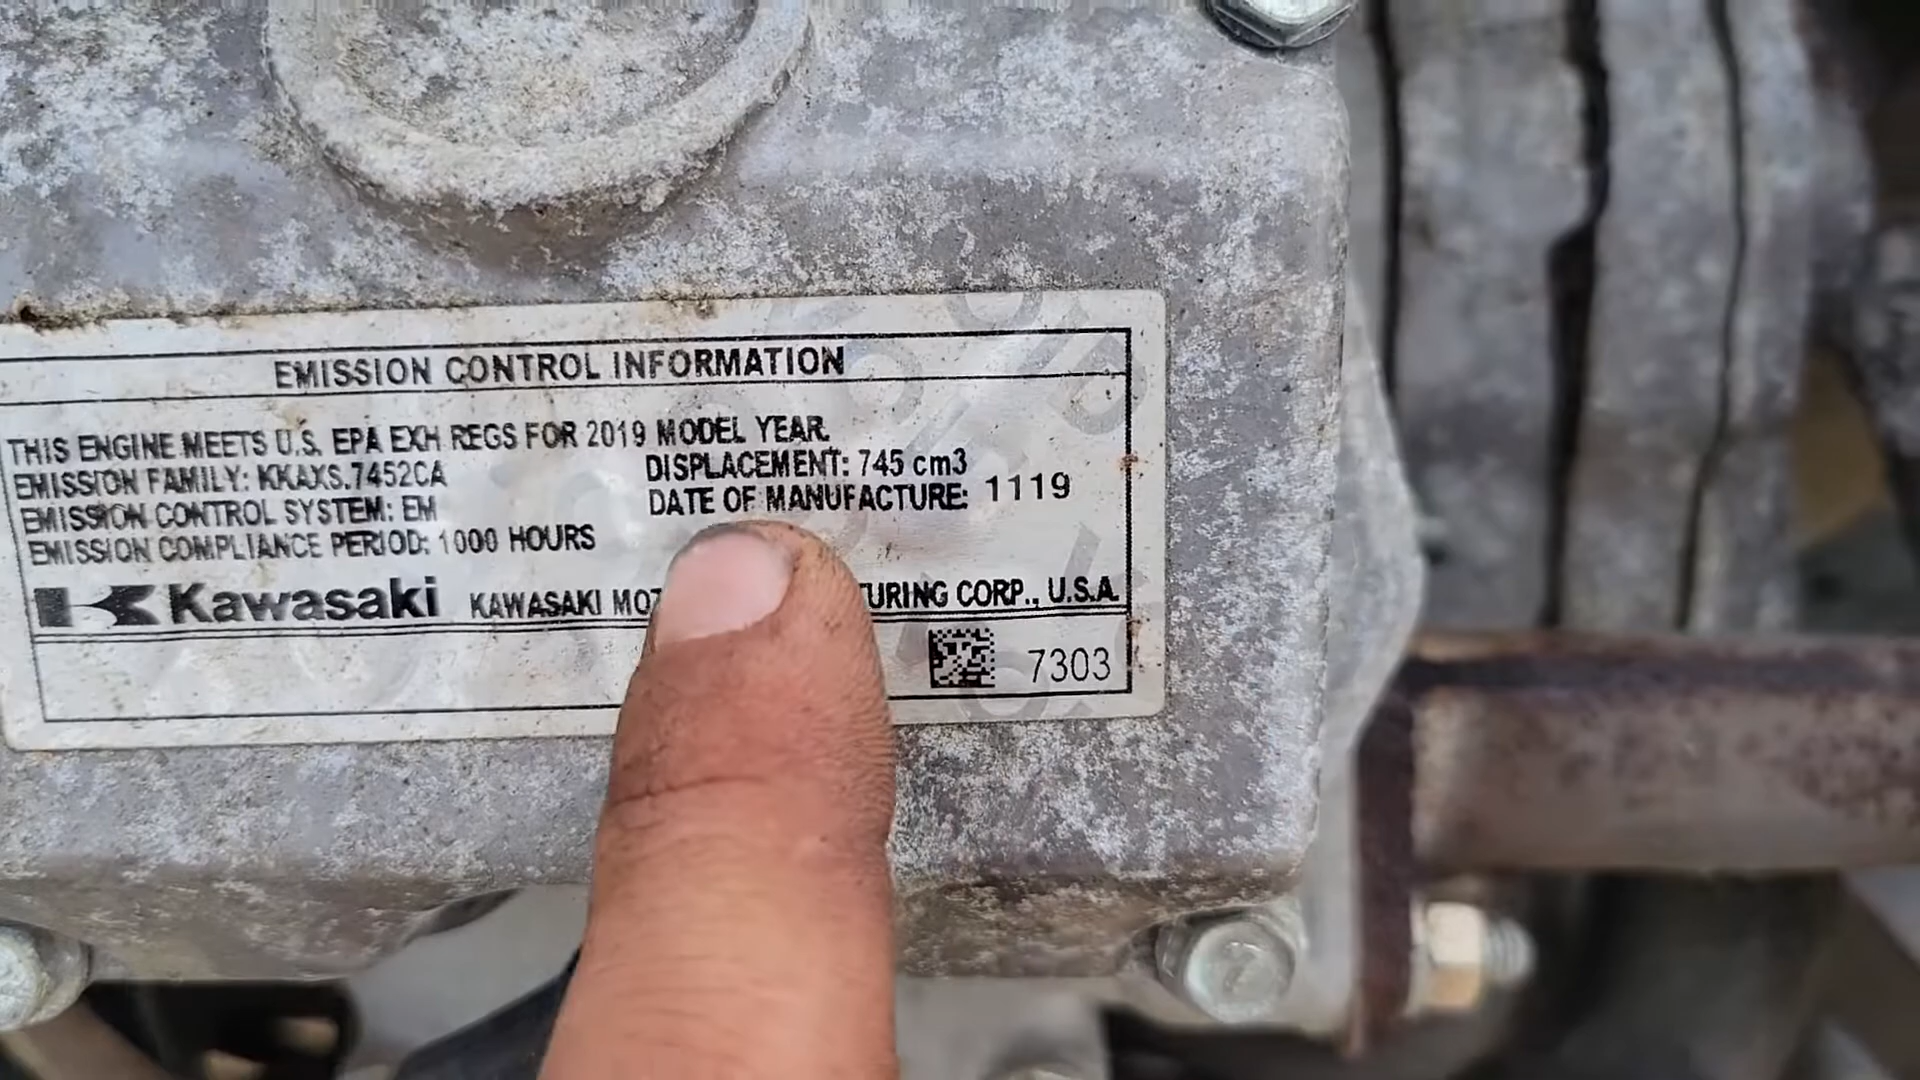 EMISSION CONTROL INFORMATION
THIS ENGINE MEETS U.S. EPA EXH REGS FOR 2019 MODEL YEAR.
EMISSION FAMILY: KKAXS.7452CA DISPLACEMENT: 745 cm3
EMISSION CONTROL SYSTEM: EM DATE OF MANUFACTURE: 1119
EMISSION COMPLIANCE PERIOD: 1000 HOURS
Kawasaki KAWASAKI CORP., U.S.A.
7303